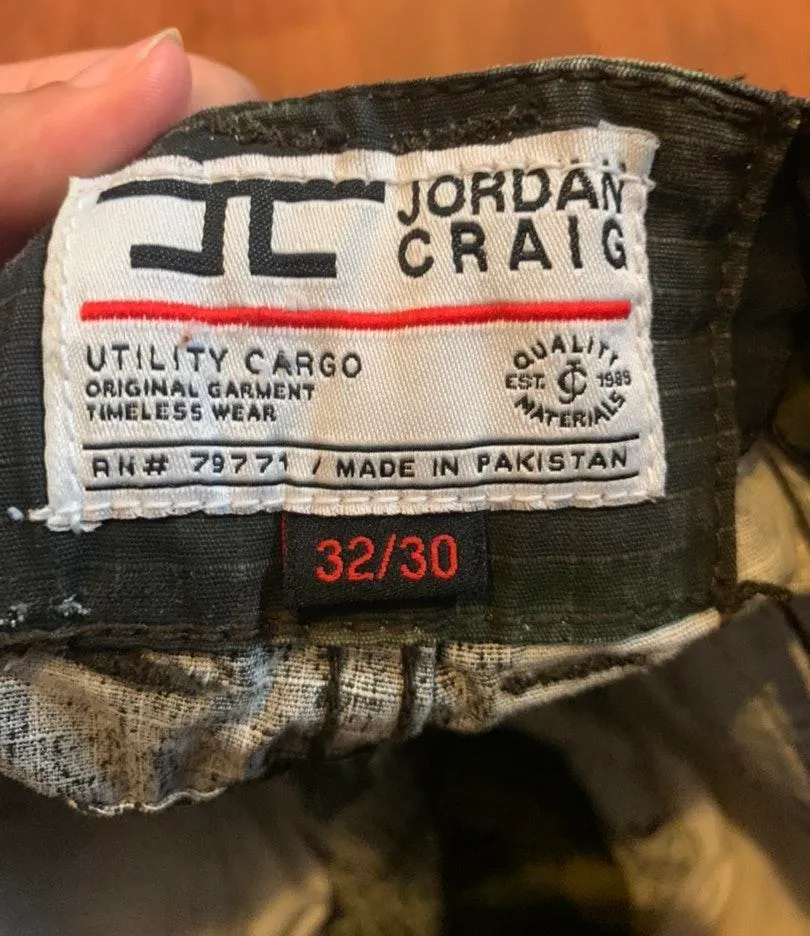 JC JORDAN
CRAIG
UTILITY CARGO
ORIGINAL GARMENT
TIMELESS WEAR
QUALITY
EST. JC 1989
MATERIALS
RN# 79771 / MADE IN PAKISTAN
32/30